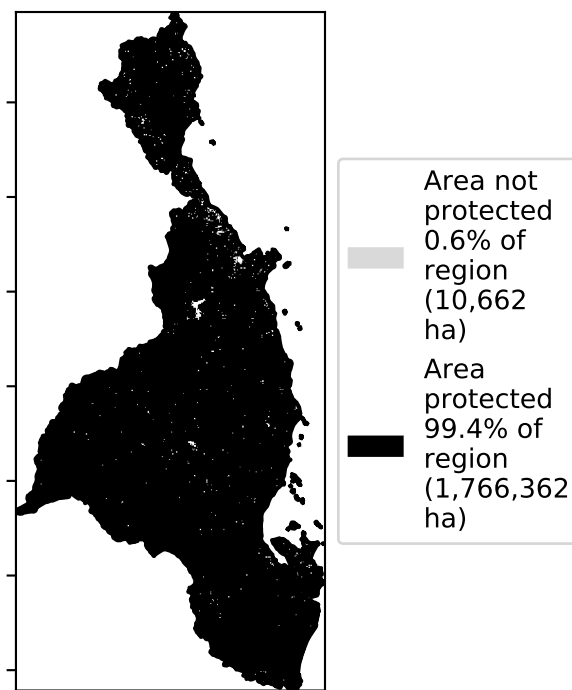 Area not
protected
0.6% of
region
(10,662
ha)
Area
protected
99.4% of
region
(1,766,362
ha)